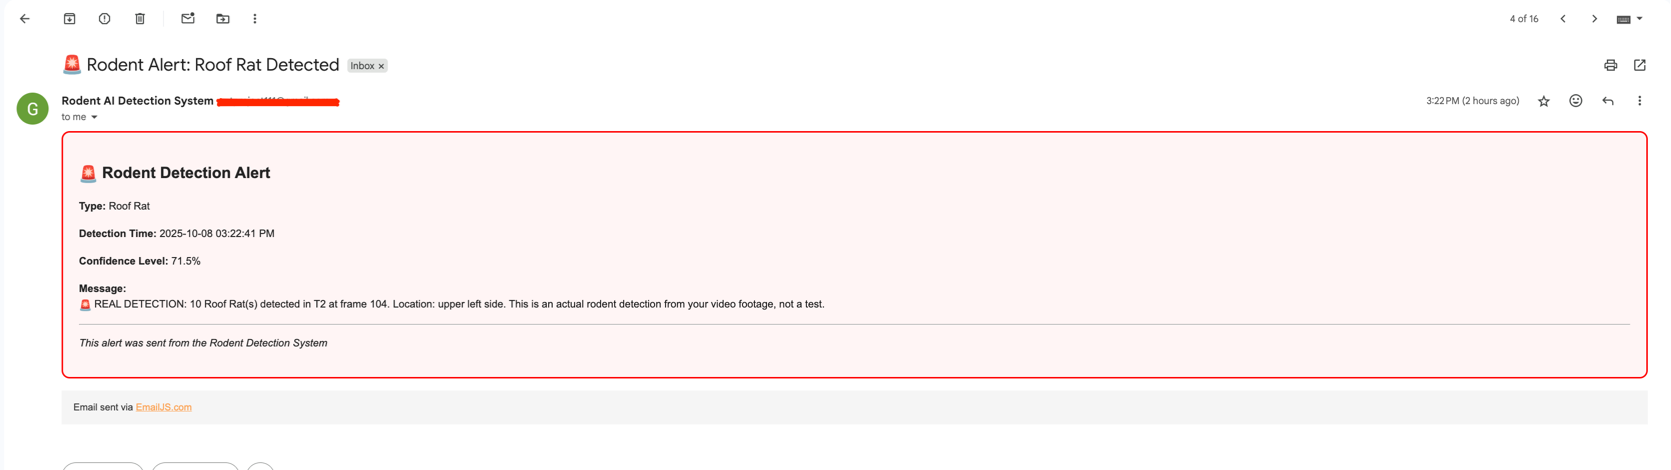 4 of 16
🚨 Rodent Alert: Roof Rat Detected Inbox x
G
Rodent AI Detection System
3:22 PM (2 hours ago)
to me
🚨 Rodent Detection Alert
Type: Roof Rat
Detection Time: 2025-10-08 03:22:41 PM
Confidence Level: 71.5%
Message:
🚨 REAL DETECTION: 10 Roof Rat(s) detected in T2 at frame 104. Location: upper left side. This is an actual rodent detection from your video footage, not a test.
This alert was sent from the Rodent Detection System
Email sent via EmailJS.com